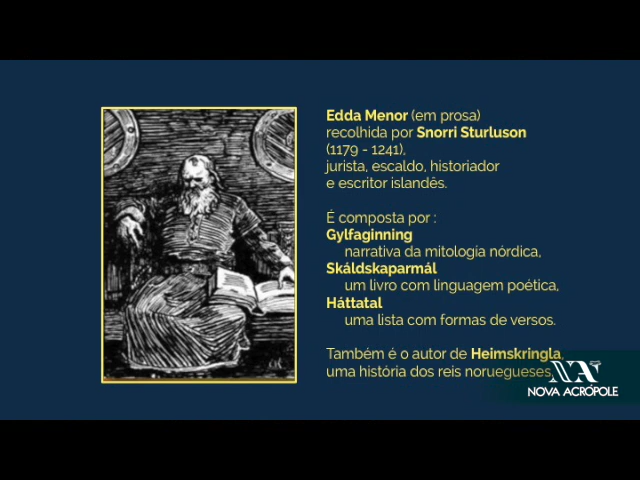 Edda Menor (em prosa)
recolhida por Snorri Sturluson
(1179 - 1241),
jurista, escaldo, historiador
e escritor islandês.
É composta por :
Gylfaginning
narrativa da mitologia nórdica,
Skáldskaparmál
um livro com linguagem poética,
Háttatal
uma lista com formas de versos.
Também é o autor de Heimskringla,
uma história dos reis noruegueses.
NA
NOVA ACRÓPOLE